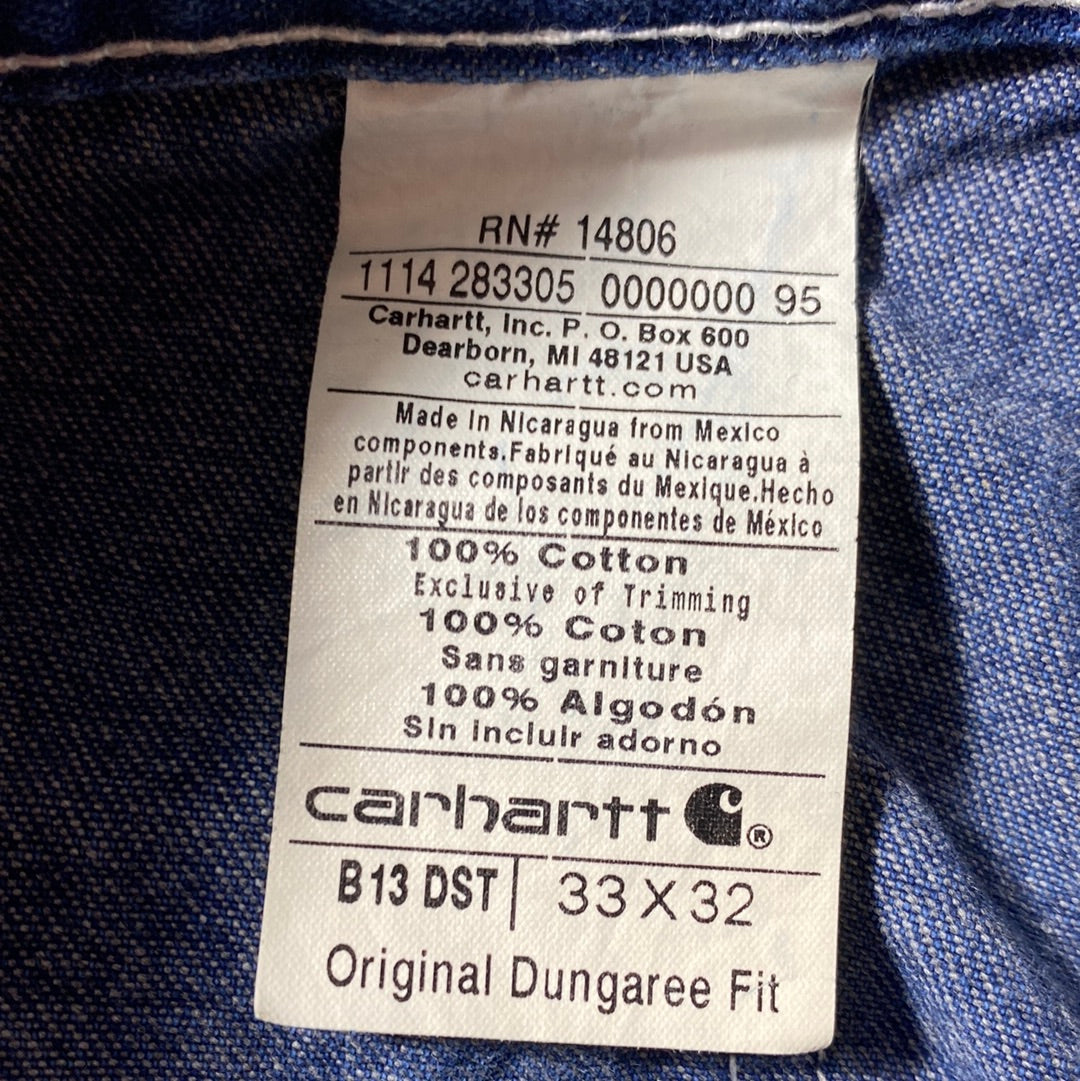 RN# 14806
1114 283305 0000000 95
Carhartt, Inc. P. O. Box 600
Dearborn, MI 48121 USA
carhartt.com
Made in Nicaragua from Mexico
components.Fabriqué au Nicaragua à
partir des composants du Mexique.Hecho
en Nicaragua de los componentes de México
100% Cotton
Exclusive of Trimming
100% Coton
Sans garniture
100% Algodón
Sin incluir adorno
carhartt ®
B13 DST 33 X 32
Original Dungaree Fit